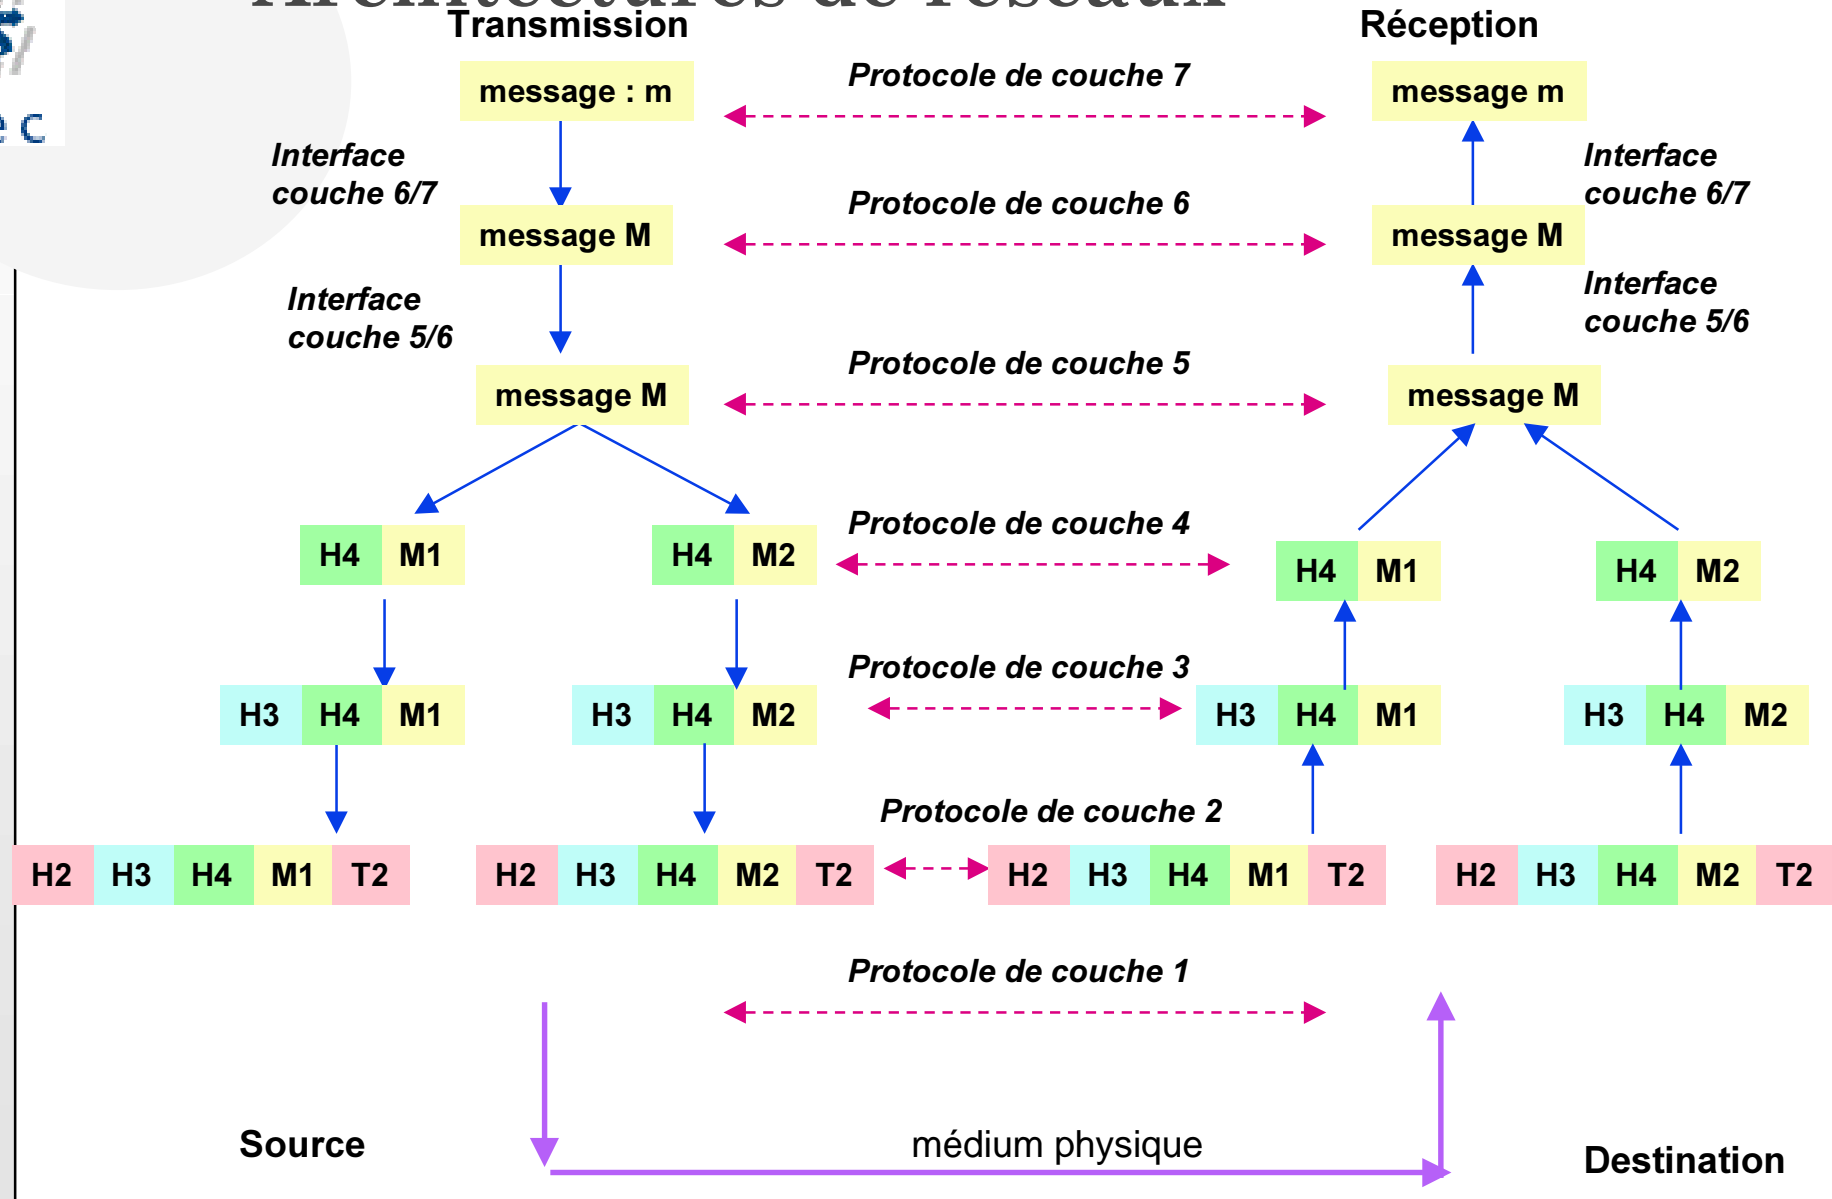 Architectures de réseaux
Transmission
Réception
message : m
Protocole de couche 7
message m
Interface
couche 6/7
Interface
couche 6/7
message M
Protocole de couche 6
message M
Interface
couche 5/6
Interface
couche 5/6
message M
Protocole de couche 5
message M
H4 M1
H4 M2
Protocole de couche 4
H4 M1
H4 M2
H3 H4 M1
H3 H4 M2
Protocole de couche 3
H3 H4 M1
H3 H4 M2
Protocole de couche 2
H2 H3 H4 M1 T2
H2 H3 H4 M2 T2
H2 H3 H4 M1 T2
H2 H3 H4 M2 T2
Protocole de couche 1
Source
médium physique
Destination